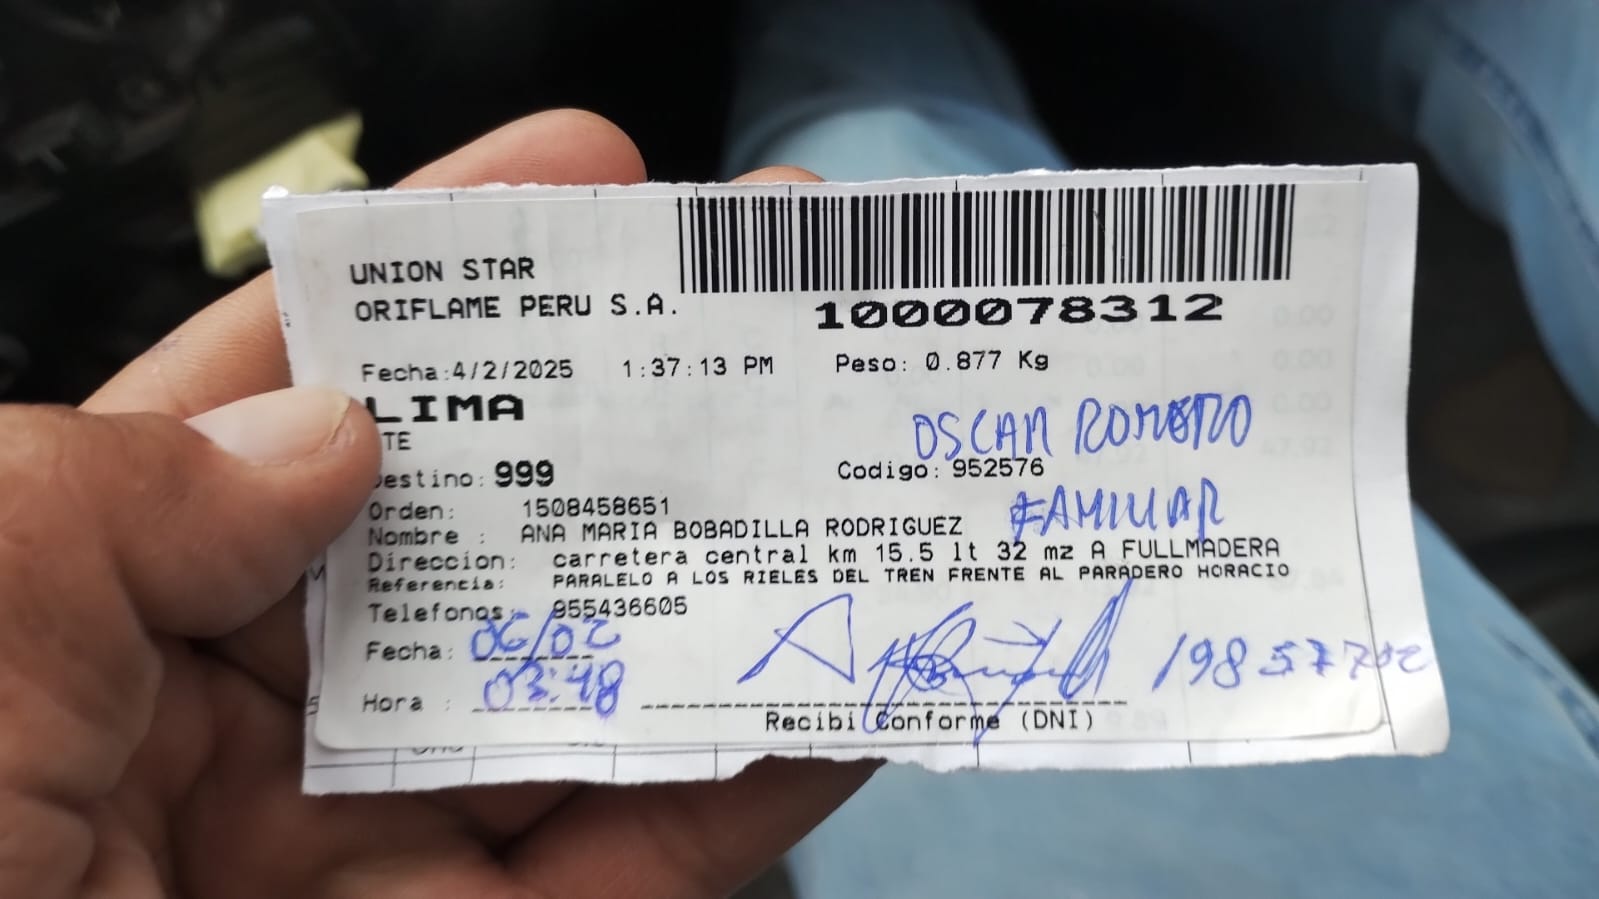 UNION STAR
ORIFLAME PERU S.A.
1000078312
Fecha:4/2/2025 1:37:13 PM Peso: 0.877 Kg
LIMA
TE
OSCAR ROMERO
estino: 999 Codigo: 952576
Orden: 1508458651
FAMILIAR
Nombre : ANA MARIA BOBADILLA RODRIGUEZ
Direccion: carretera central km 15.5 lt 32 mz A FULLMADERA
Referencia: PARALELO A LOS RIELES DEL TREN FRENTE AL PARADERO HORACIO
Telefonos: 955436605
Fecha: 06/02
Hora : 03:48
Recibi Conforme (DNI)